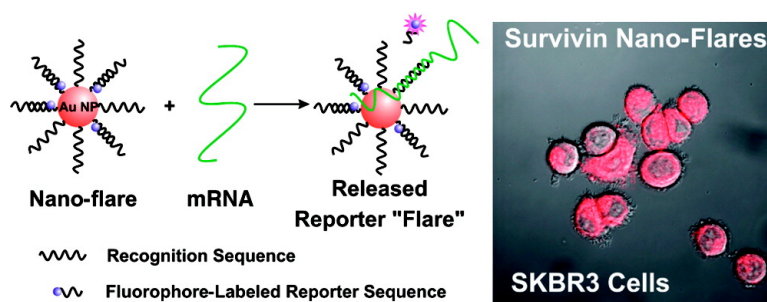 Survivin Nano-Flares
Au NP
+
Nano-flare
mRNA
Released
Reporter "Flare"
Recognition Sequence
Fluorophore-Labeled Reporter Sequence
SKBR3 Cells